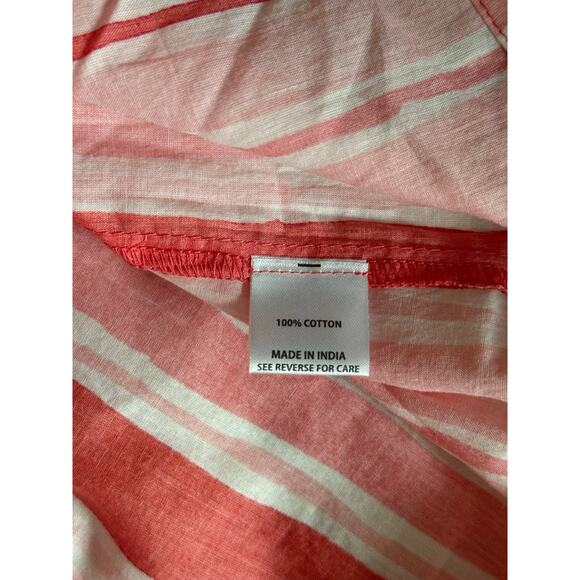 100% COTTON
MADE IN INDIA
SEE REVERSE FOR CARE